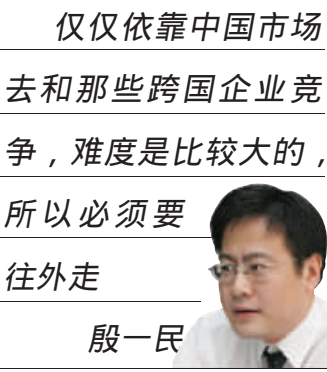 仅仅依靠中国市场
去和那些跨国企业竞
争，难度是比较大的，
所以必须要
往外走
殷一民